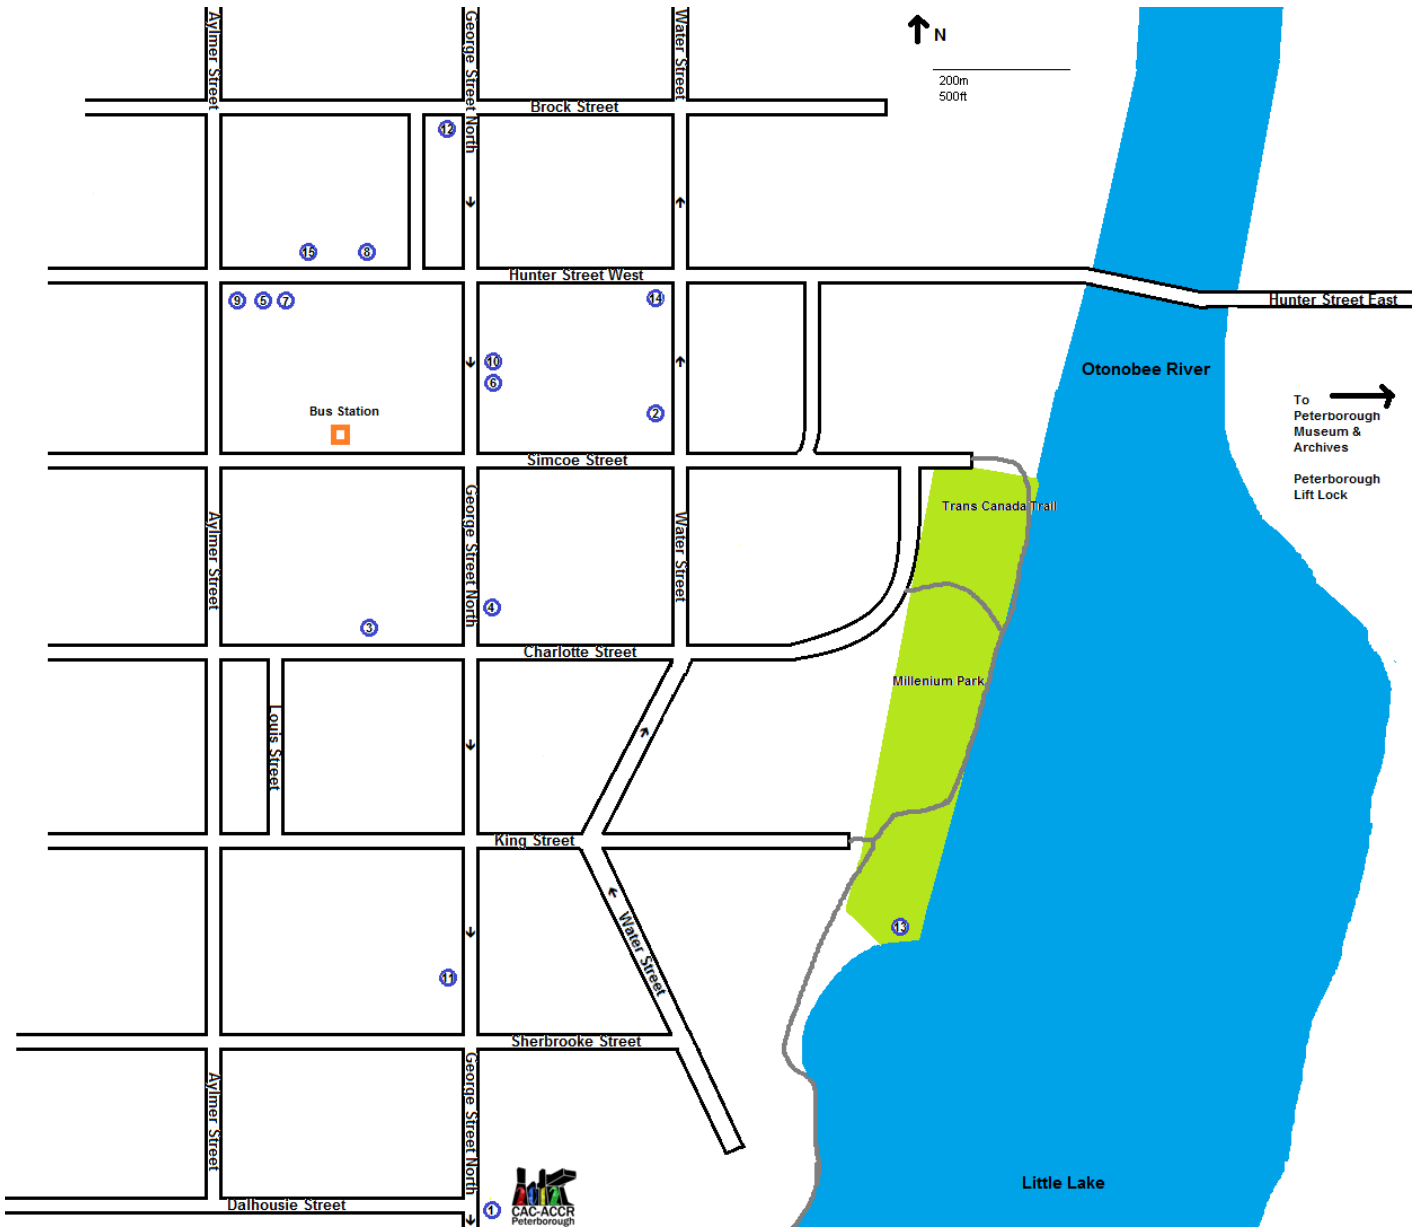 Aylmer Street
George Street North
Water Street
N
200m
500ft
Brock Street
12
15
8
Hunter Street West
Hunter Street East
9
5
7
14
10
6
2
Otonobee River
To
Peterborough
Museum &
Archives
Peterborough
Lift Lock
Bus Station
Simcoe Street
Trans Canada Trail
Aylmer Street
George Street North
Water Street
4
3
Charlotte Street
Millenium Park
Louis Street
King Street
13
Water Street
11
Sherbrooke Street
Aylmer Street
George Street North
Little Lake
Dalhousie Street
1
CAC-ACCR
Peterborough